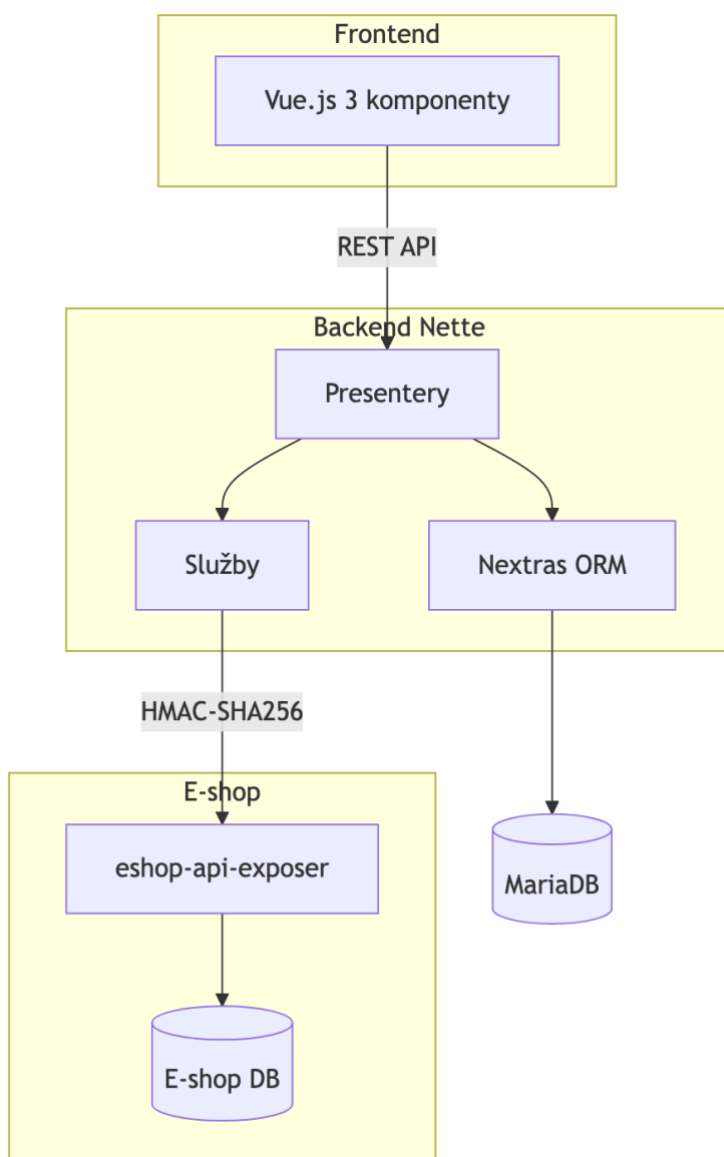 Frontend
Vue.js 3 komponenty
REST API
Backend Nette
Presentery
Služby
Nextras ORM
HMAC-SHA256
E-shop
eshop-api-exposer
MariaDB
E-shop DB